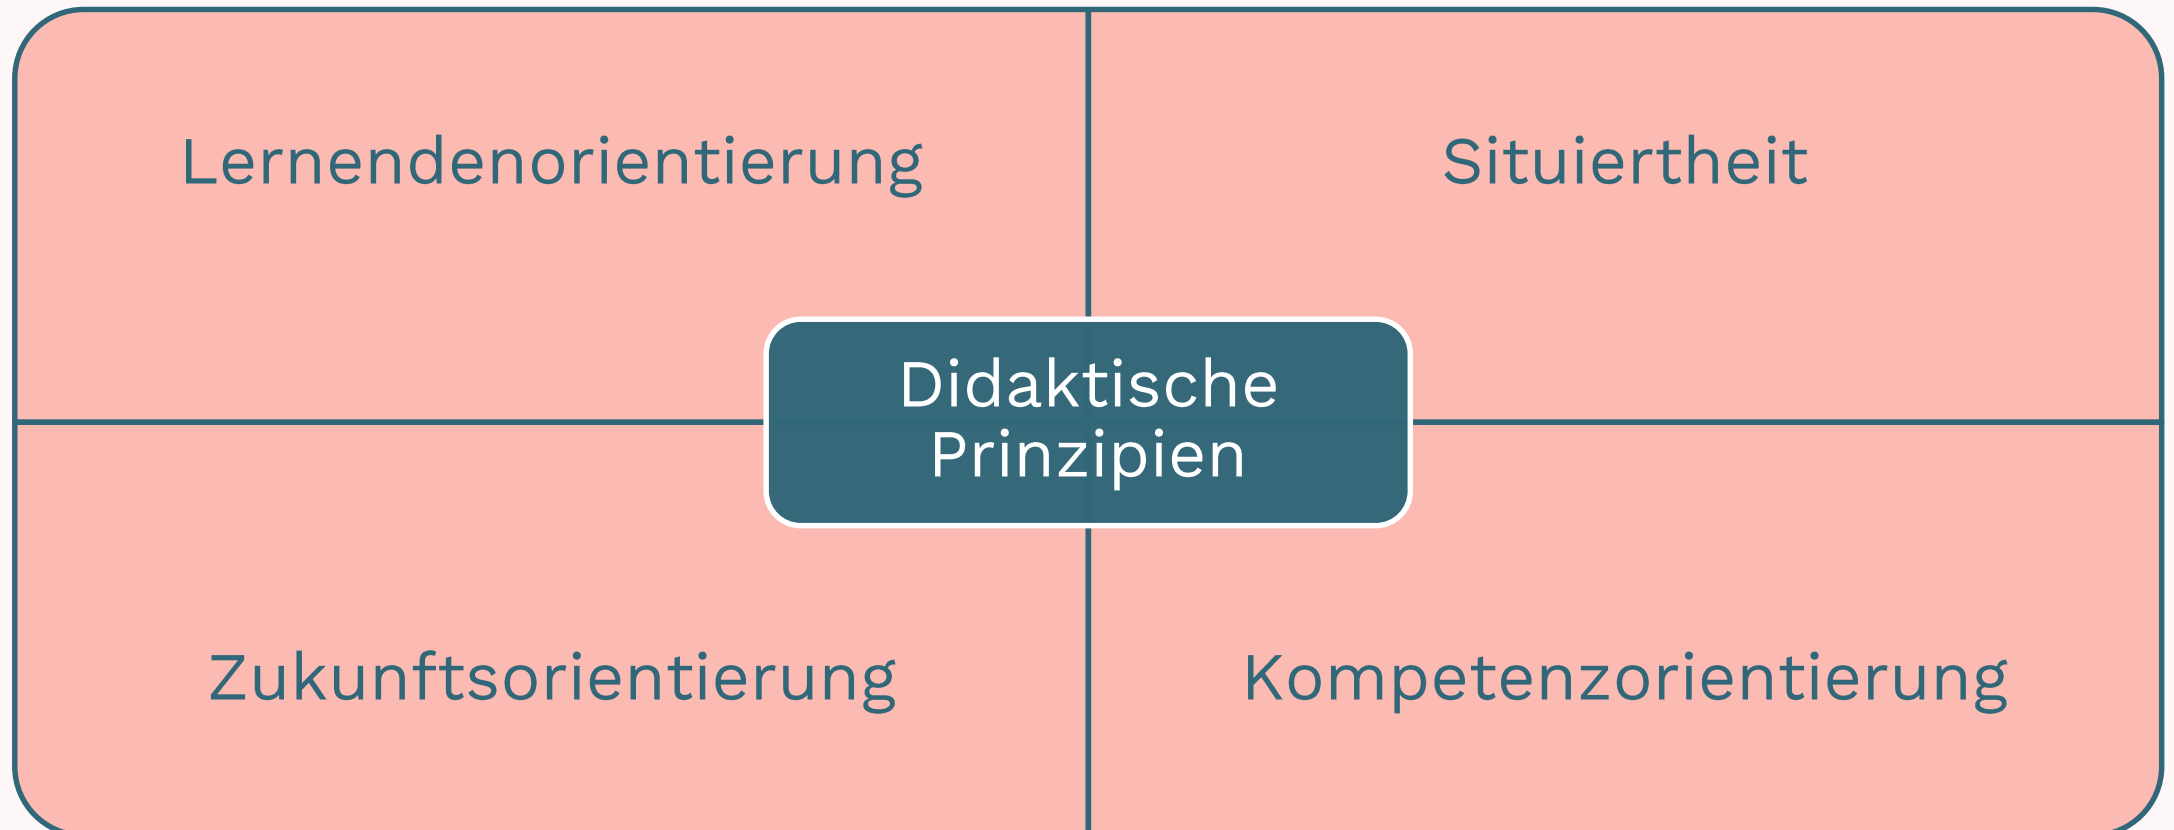 Lernendenorientierung
Situiertheit
Didaktische
Prinzipien
Zukunftsorientierung
Kompetenzorientierung